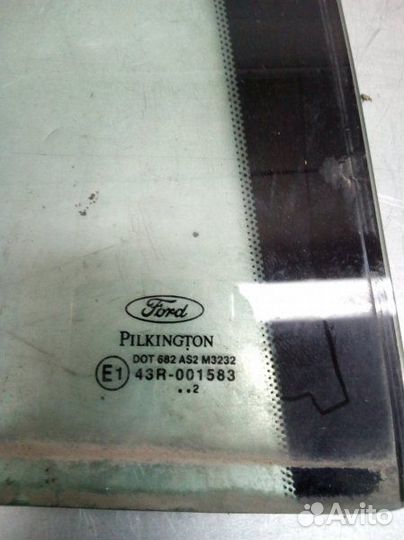 Ford
PILKINGTON
DOT 682 AS2 M3232
E1 43R-001583
••2
Avito